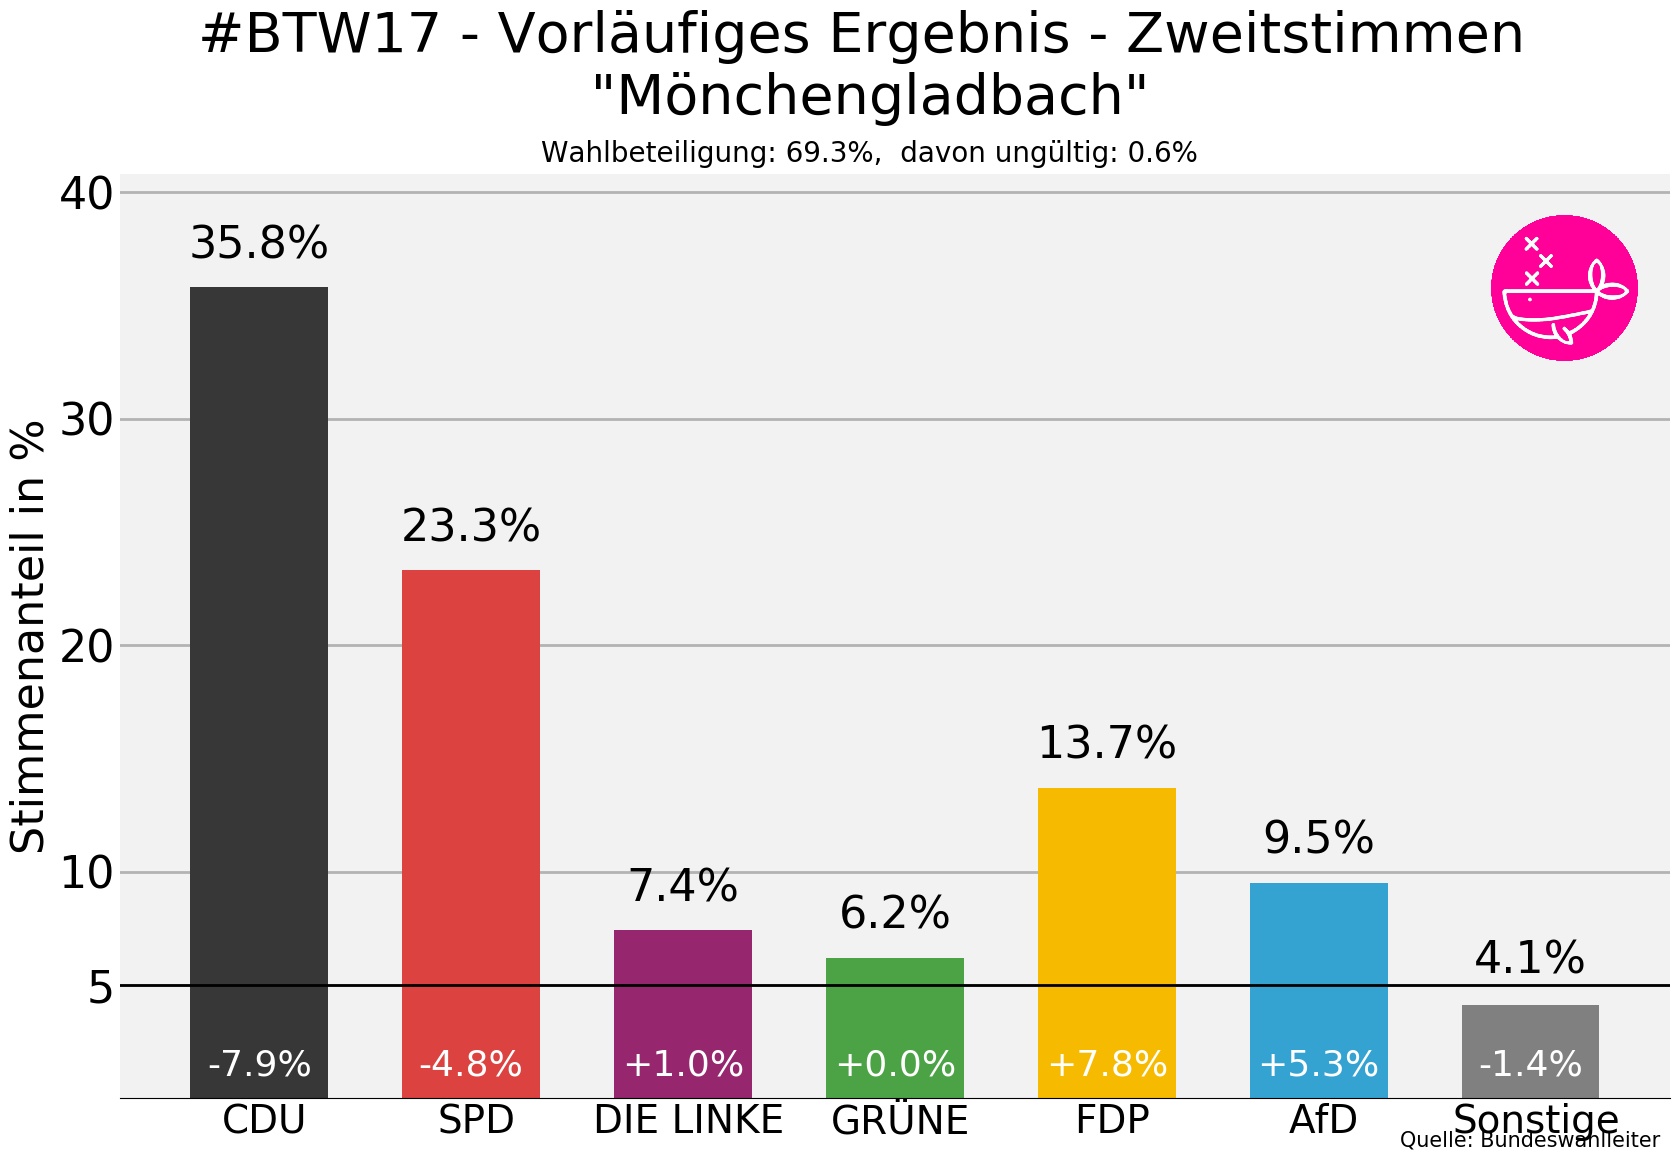 #BTW17 - Vorläufiges Ergebnis - Zweitstimmen
"Mönchengladbach"
Wahlbeteiligung: 69.3%, davon ungültig: 0.6%
Stimmenanteil in %
40
30
20
10
5
35.8%
23.3%
7.4%
6.2%
13.7%
9.5%
4.1%
-7.9%
-4.8%
+1.0%
+0.0%
+7.8%
+5.3%
-1.4%
CDU
SPD
DIE LINKE
GRÜNE
FDP
AfD
Sonstige
Quelle: Bundeswahlleiter